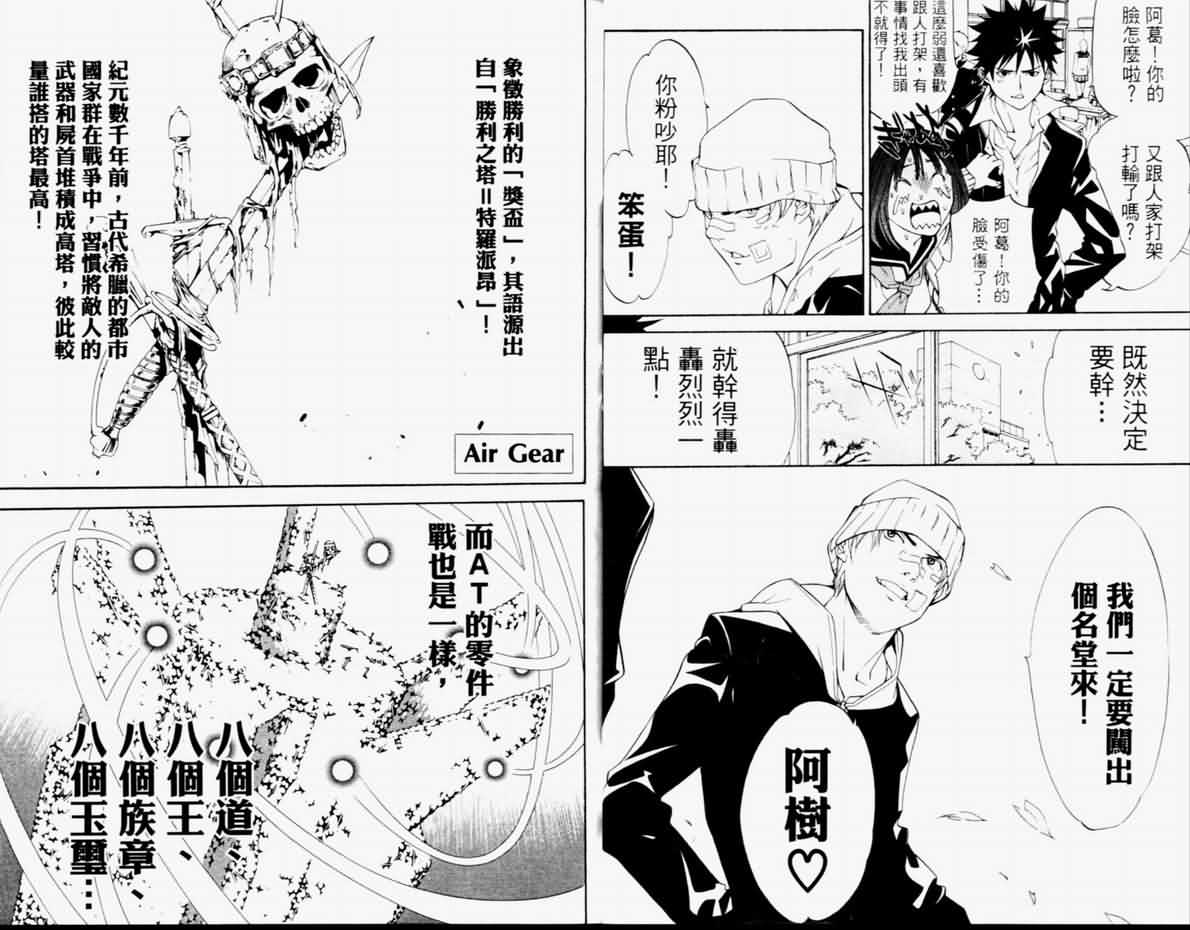 阿葛！你的
臉怎麼啦？
又跟人家打架
打輸了嗎？
這麼弱還喜歡
跟人打架，有
事情找我出頭
不就得了！
阿葛！你的
臉受傷了…
你粉吵耶！
笨蛋！
既然決定
要幹…
就幹得轟
轟烈烈一
點！
我們一定要闖出
個名堂來！
阿樹♡
象徵勝利的「獎盃」，其語源出
自「勝利之塔＝特羅派昂」！
紀元數千年前，古代希臘的都市
國家群在戰爭中，習慣將敵人的
武器和屍首堆積成高塔，彼此較
量誰搭的塔最高！
Air Gear
而AT的零件
戰也是一樣，
八個道、
八個王、
八個族章、
八個玉璽…